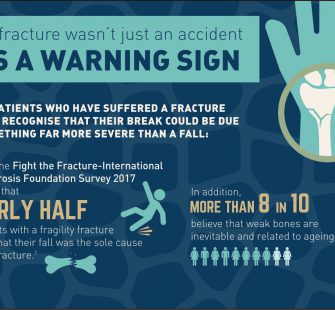 fracture wasn't just an accident
S A WARNING SIGN
ATIENTS WHO HAVE SUFFERED A FRACTURE
RECOGNISE THAT THEIR BREAK COULD BE DUE
ETHING FAR MORE SEVERE THAN A FALL:
he Fight the Fracture-International
rosis Foundation Survey 2017
that
RLY HALF
ts with a fragility fracture
hat their fall was the sole cause
racture.¹
In addition,
MORE THAN 8 IN 10
believe that weak bones are
inevitable and related to ageing